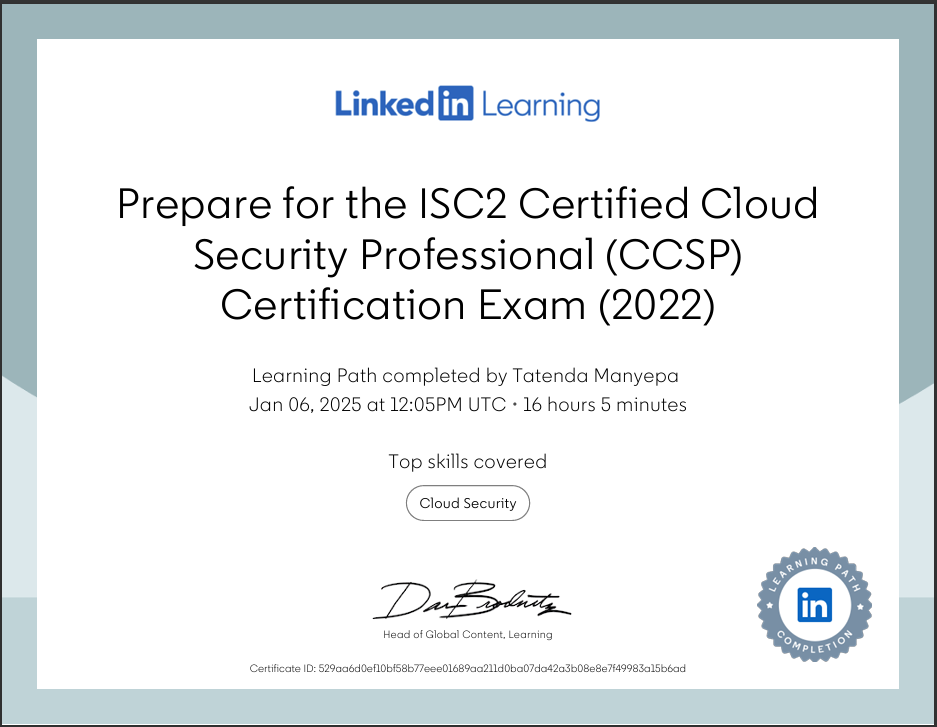 Linked in Learning
Prepare for the ISC2 Certified Cloud
Security Professional (CCSP)
Certification Exam (2022)
Learning Path completed by Tatenda Manyepa
Jan 06, 2025 at 12:05PM UTC • 16 hours 5 minutes
Top skills covered
Cloud Security
Dan Brodnitz
Head of Global Content, Learning
LEARNING PATH
in
COMPLETION
Certificate ID: 529aa6d0ef10bf58b77eee01689aa211d0ba07da42a3b08e8e7f49983a15b6ad